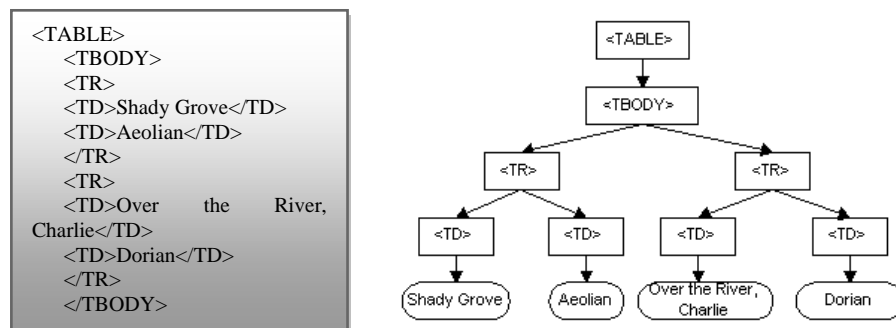 <TABLE>
<TBODY>
<TR>
<TD>Shady Grove</TD>
<TD>Aeolian</TD>
</TR>
<TR>
<TD>Over the River,
Charlie</TD>
<TD>Dorian</TD>
</TR>
</TBODY>
<TABLE>
<TBODY>
<TR>
<TR>
<TD>
<TD>
<TD>
<TD>
Shady Grove
Aeolian
Over the River,
Charlie
Dorian